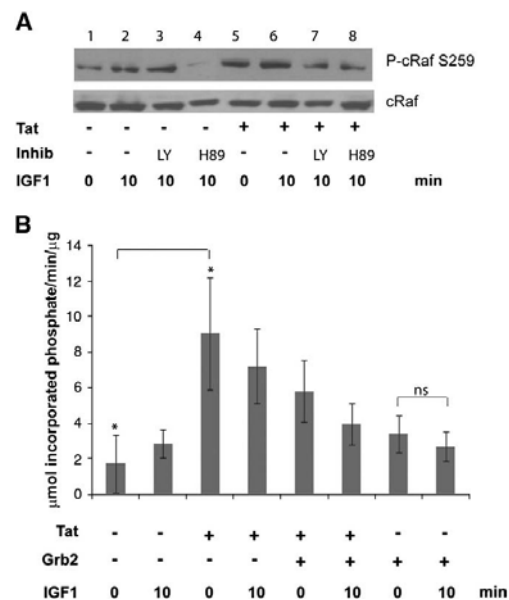 A
1 2 3 4 5 6 7 8
P-cRaf S259
cRaf
Tat - - - - + + + +
Inhib - - LY H89 - - LY H89
IGF1 0 10 10 10 0 10 10 10 min
B
μmol incorporated phosphate/min/μg
14
12
10
8
6
4
2
0
*
*
ns
Tat - - + + + + - -
Grb2 - - - - + + + +
IGF1 0 10 0 10 0 10 0 10 min